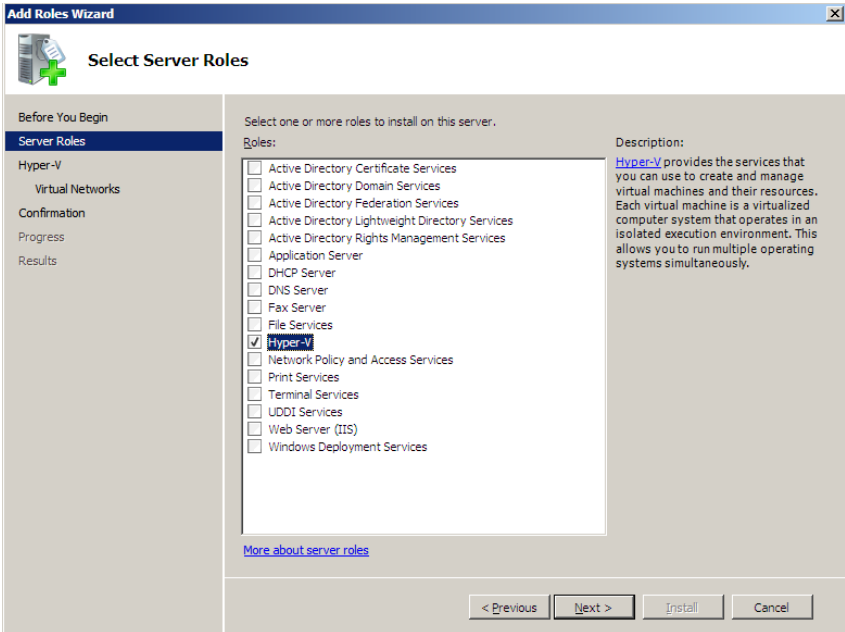 Add Roles Wizard
Select Server Roles
Before You Begin
Server Roles
Hyper-V
Virtual Networks
Confirmation
Progress
Results
Select one or more roles to install on this server.
Roles:
Active Directory Certificate Services
Active Directory Domain Services
Active Directory Federation Services
Active Directory Lightweight Directory Services
Active Directory Rights Management Services
Application Server
DHCP Server
DNS Server
Fax Server
File Services
Hyper-V
Network Policy and Access Services
Print Services
Terminal Services
UDDI Services
Web Server (IIS)
Windows Deployment Services
More about server roles
Description:
Hyper-V provides the services that
you can use to create and manage
virtual machines and their resources.
Each virtual machine is a virtualized
computer system that operates in an
isolated execution environment. This
allows you to run multiple operating
systems simultaneously.
< Previous
Next >
Install
Cancel